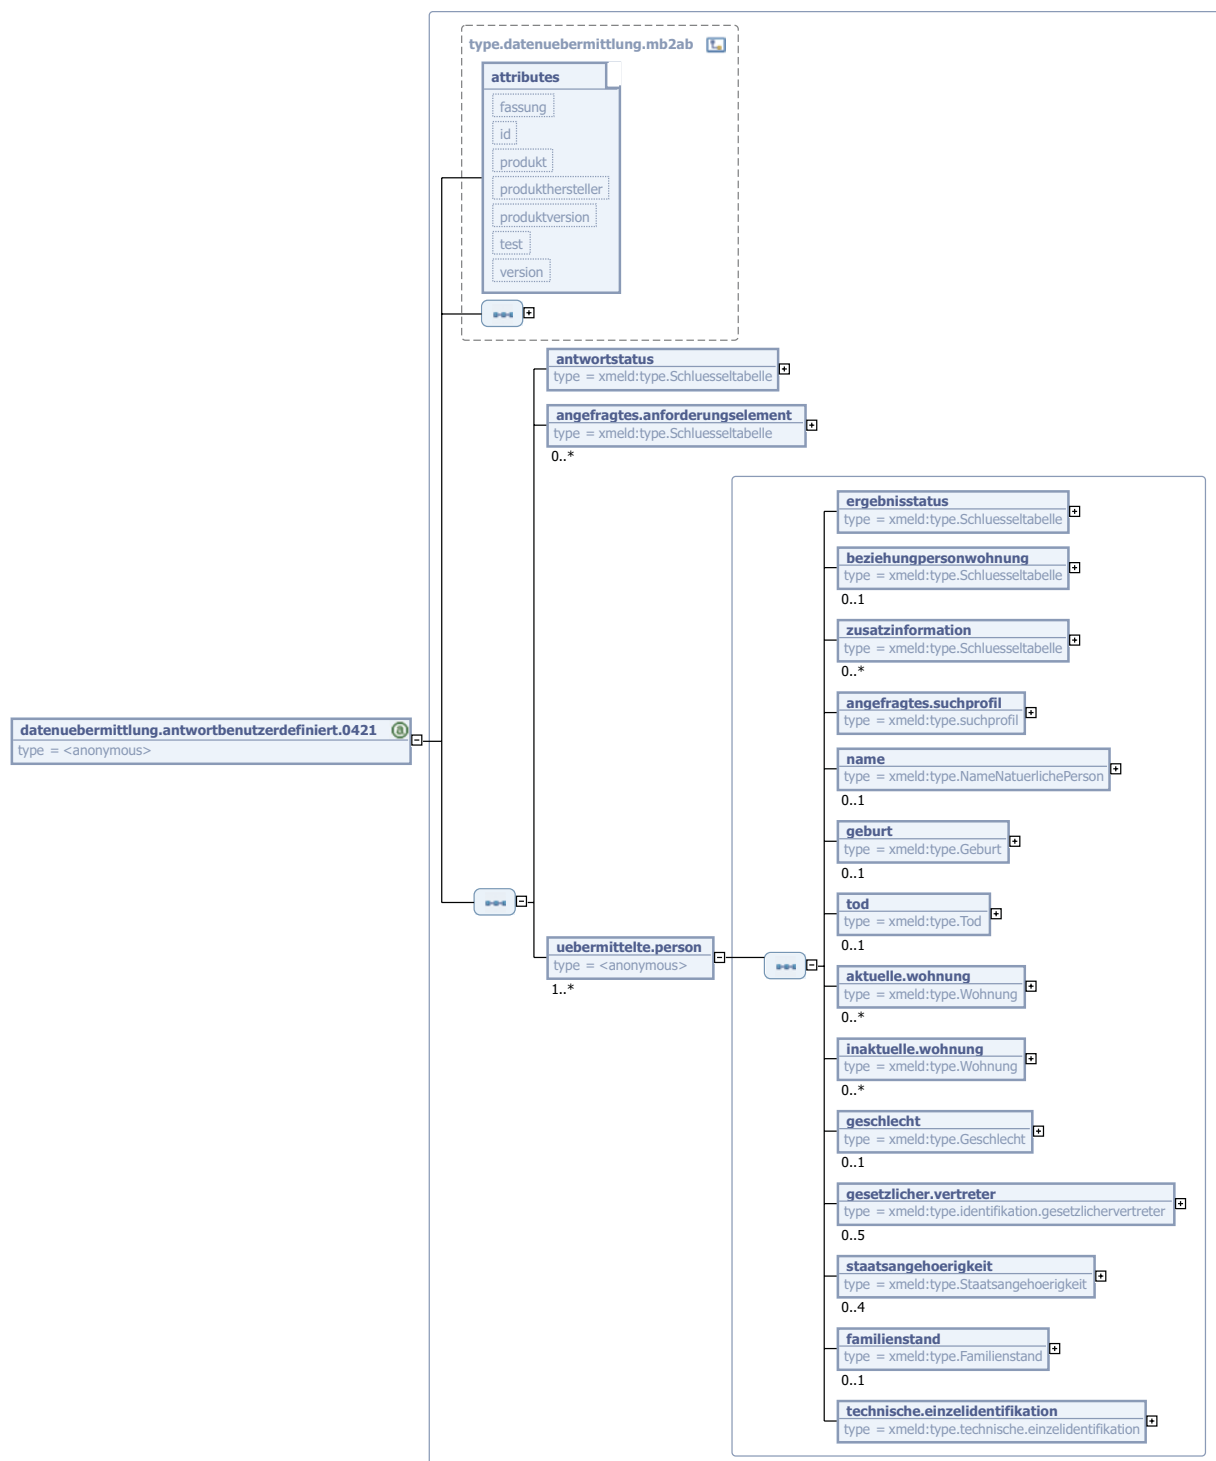 type.datenuebermittlung.mb2ab
attributes
fassung
id
produkt
produkthersteller
produktversion
test
version
antwortstatus
type = xmeld:type.Schluesseltabelle
angefragtes.anforderungselement
type = xmeld:type.Schluesseltabelle
0..*
ergebnisstatus
type = xmeld:type.Schluesseltabelle
beziehungpersonwohnung
type = xmeld:type.Schluesseltabelle
0..1
zusatzinformation
type = xmeld:type.Schluesseltabelle
0..*
angefragtes.suchprofil
type = xmeld:type.suchprofil
datenuebermittlung.antwortbenutzerdefiniert.0421
a
type = <anonymous>
name
type = xmeld:type.NameNatuerlichePerson
0..1
geburt
type = xmeld:type.Geburt
0..1
tod
type = xmeld:type.Tod
0..1
uebermittelte.person
type = <anonymous>
1..*
aktuelle.wohnung
type = xmeld:type.Wohnung
0..*
inaktuelle.wohnung
type = xmeld:type.Wohnung
0..*
geschlecht
type = xmeld:type.Geschlecht
0..1
gesetzlicher.vertreter
type = xmeld:type.identifikation.gesetzlichervertreter
0..5
staatsangehoerigkeit
type = xmeld:type.Staatsangehoerigkeit
0..4
familienstand
type = xmeld:type.Familienstand
0..1
technische.einzelidentifikation
type = xmeld:type.technische.einzelidentifikation